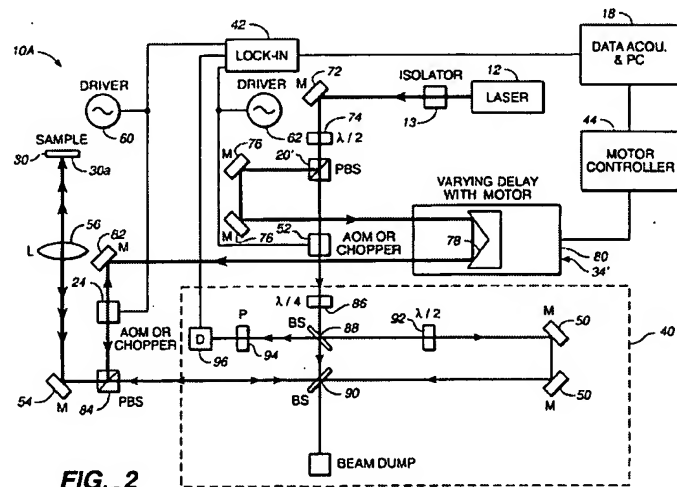 42
18
10A
LOCK-IN
DATA ACQU.
& PC
DRIVER
DRIVER
M
72
ISOLATOR
12
LASER
13
60
62
74
λ/2
44
MOTOR
CONTROLLER
SAMPLE
30
30a
M
76
20'
PBS
VARYING DELAY
WITH MOTOR
56
L
82
M
M
76
52
AOM OR
CHOPPER
78
80
34'
24
AOM OR
CHOPPER
λ/4
86
P
BS
88
92
λ/2
M
50
40
D
96
94
50
M
54
M
84
PBS
BS
90
BEAM DUMP
FIG._2